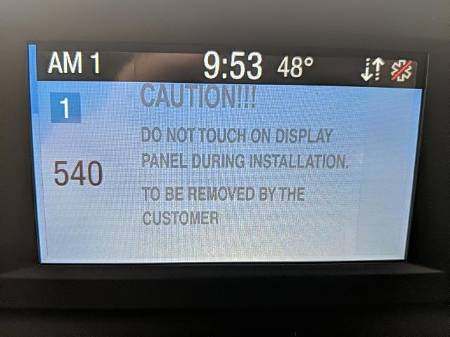 AM 1 9:53 48°
1
CAUTION!!!
DO NOT TOUCH ON DISPLAY
PANEL DURING INSTALLATION.
540
TO BE REMOVED BY THE
CUSTOMER